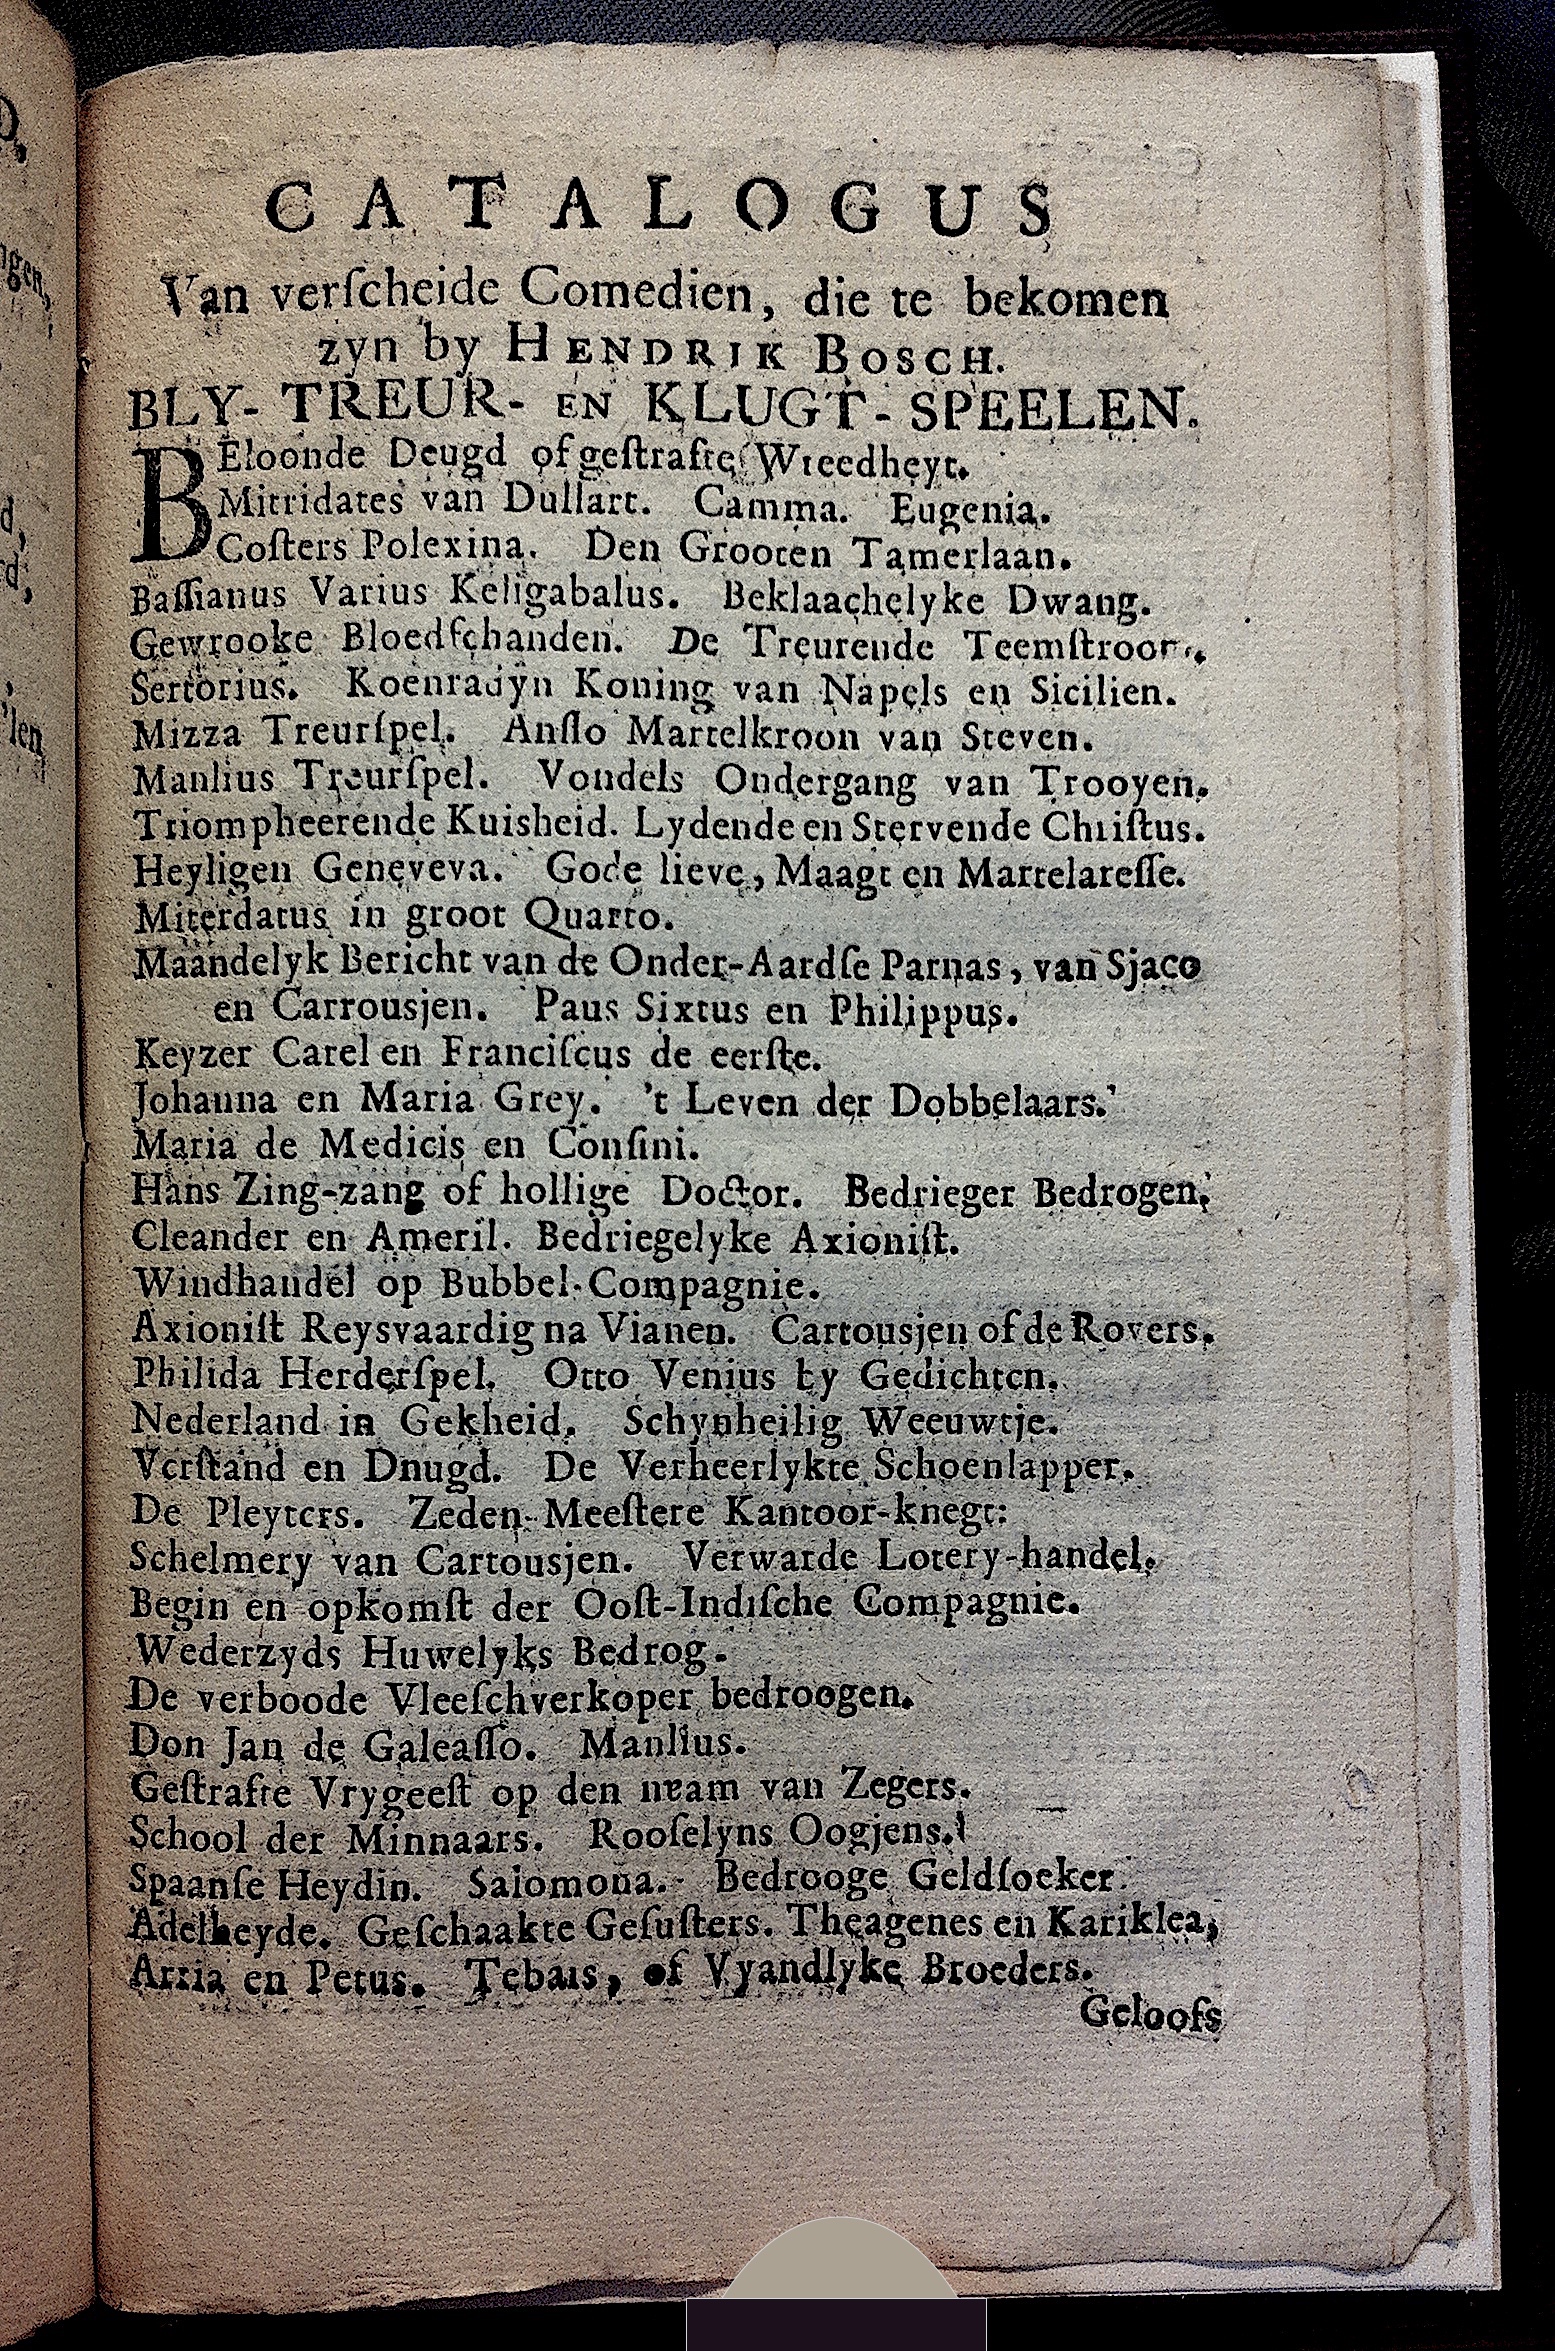 CATALOGUS
Van verſcheide Comedien, die te bekomen
zyn by HENDRIK BOSCH.
BLY- TREUR- EN KLUGT-SPEELEN.
BEloonde Deugd of geſtrafte Wreedheyt.
Mitridates van Dullart. Camma. Eugenia.
Coſters Polexina. Den Grooten Tamerlaan.
Baſſianus Varius Keligabalus. Beklaachelyke Dwang.
Gewrooke Bloedſchanden. De Treurende Teemſtroom.
Sertorius. Koenradyn Koning van Napels en Sicilien.
Mizza Treurſpel. Anſlo Martelkroon van Steven.
Manlius Treurſpel. Vondels Ondergang van Trooyen.
Triompheerende Kuisheid. Lydende en Stervende Chriſtus.
Heyligen Geneveva. Gode lieve, Maagt en Martelareſſe.
Miterdatus in groot Quarto.
Maandelyk Bericht van de Onder-Aardſe Parnas, van Sjaco
en Carrousjen. Paus Sixtus en Philippus.
Keyzer Carel en Franciſcus de eerſte.
Johanna en Maria Grey. 't Leven der Dobbelaars.
Maria de Medicis en Conſini.
Hans Zing-zang of hollige Doctor. Bedrieger Bedrogen.
Cleander en Ameril. Bedriegelyke Axioniſt.
Windhandel op Bubbel-Compagnie.
Axioniſt Reysvaardig na Vianen. Cartousjen of de Rovers.
Philida Herderſpel. Otto Venius by Gedichten.
Nederland in Gekheid. Schynheilig Weeuwtje.
Verſtand en Dnugd. De Verheerlykte Schoenlapper.
De Pleyters. Zeden-Meeſtere Kantoor-knegt:
Schelmery van Cartousjen. Verwarde Lotery-handel.
Begin en opkomſt der Ooſt-Indiſche Compagnie.
Wederzyds Huwelyks Bedrog.
De verboode Vleeſchverkoper bedroogen.
Don Jan de Galeaſſo. Manlius.
Geſtrafte Vrygeeſt op den nram van Zegers.
School der Minnaars. Rooſelyns Oogjens.
Spaanſe Heydin. Salomona. Bedrooge Geldſoeker.
Adelheyde. Geſchaakte Geſuſters. Theagenes en Kariklea,
Arria en Petus. Tebais, of Vyandlyke Broeders.
Geloofs